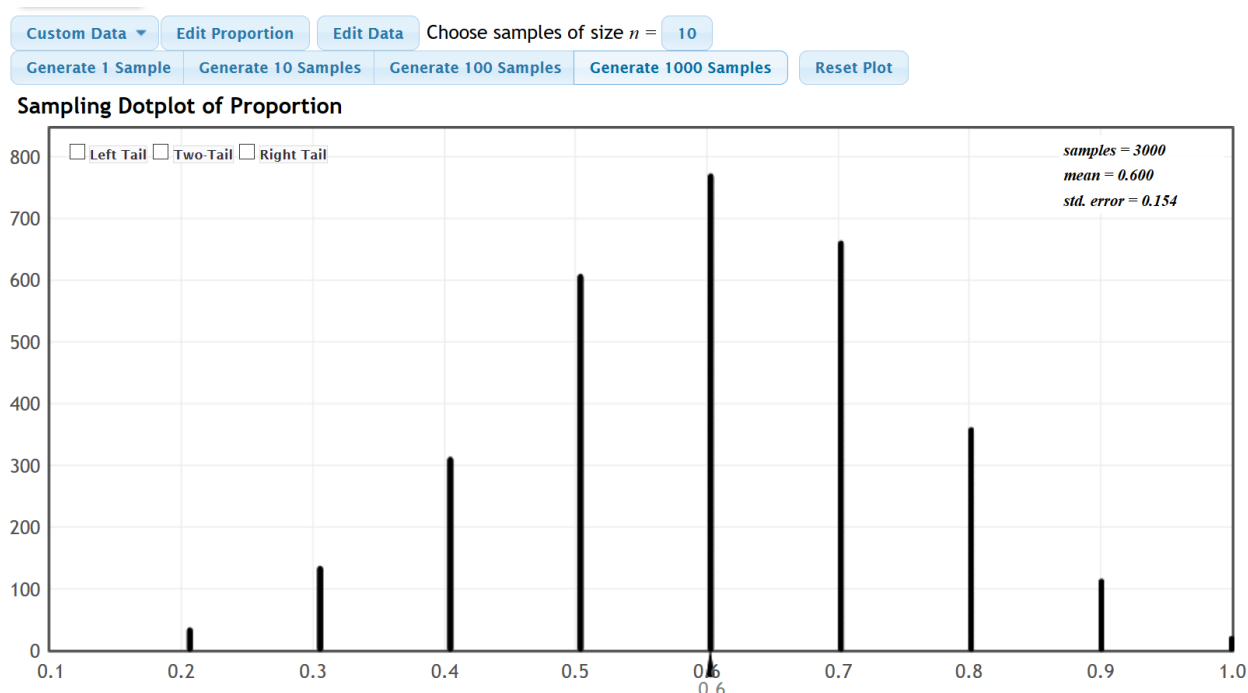 Custom Data Edit Proportion Edit Data Choose samples of size n = 10
Generate 1 Sample Generate 10 Samples Generate 100 Samples Generate 1000 Samples Reset Plot
Sampling Dotplot of Proportion
800
Left Tail Two-Tail Right Tail
samples = 3000
mean = 0.600
std. error = 0.154
700
600
500
400
300
200
100
0
0.1 0.2 0.3 0.4 0.5 0.6 0.7 0.8 0.9 1.0
0.6